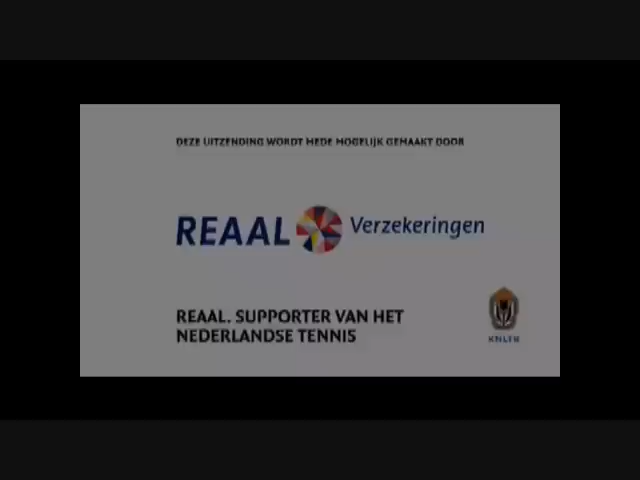 DEZE UITZENDING WORDT MEDE MOGELIJK GEMAAKT DOOR
REAAL Verzekeringen
REAAL. SUPPORTER VAN HET
NEDERLANDSE TENNIS
KNLTB